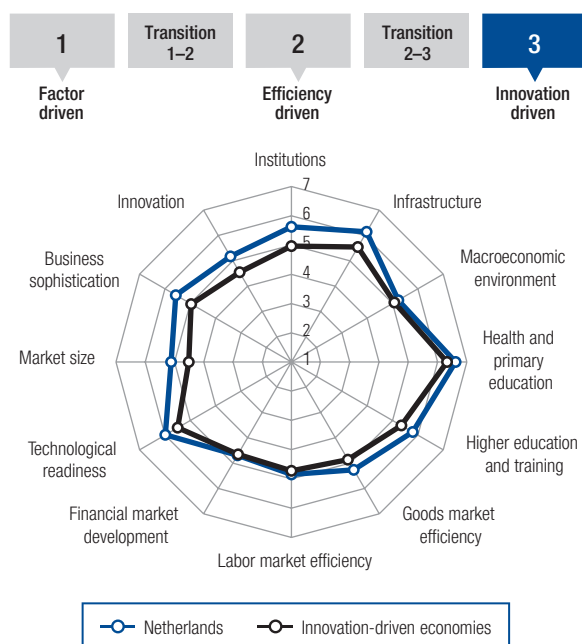 1
Transition
1–2
2
Transition
2–3
3
Factor
driven
Efficiency
driven
Innovation
driven
Institutions
Innovation
Infrastructure
Business
sophistication
Macroeconomic
environment
Market size
Health and
primary
education
Technological
readiness
Higher education
and training
Financial market
development
Goods market
efficiency
Labor market efficiency
7
6
5
4
3
2
1
Netherlands
Innovation-driven economies